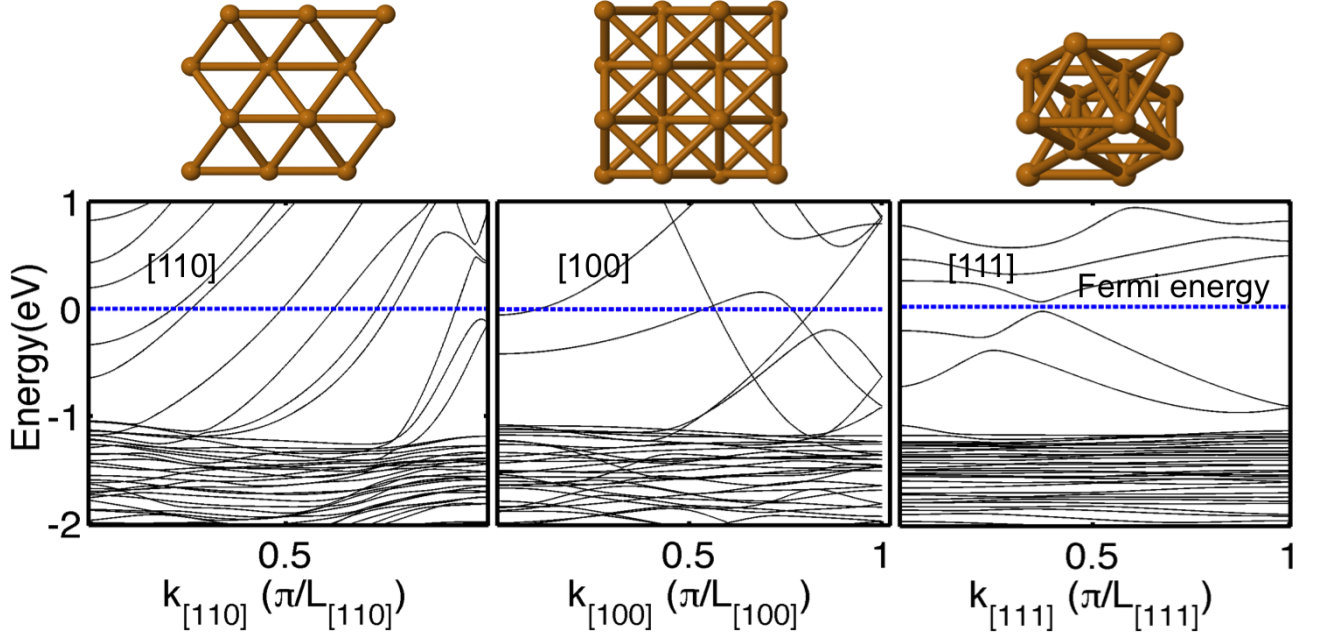 1
0
-1
-2
Energy(eV)
[110]
[100]
[111]
Fermi energy
0.5
0.5
1
0.5
1
k[110] (π/L[110])
k[100] (π/L[100])
k[111] (π/L[111])